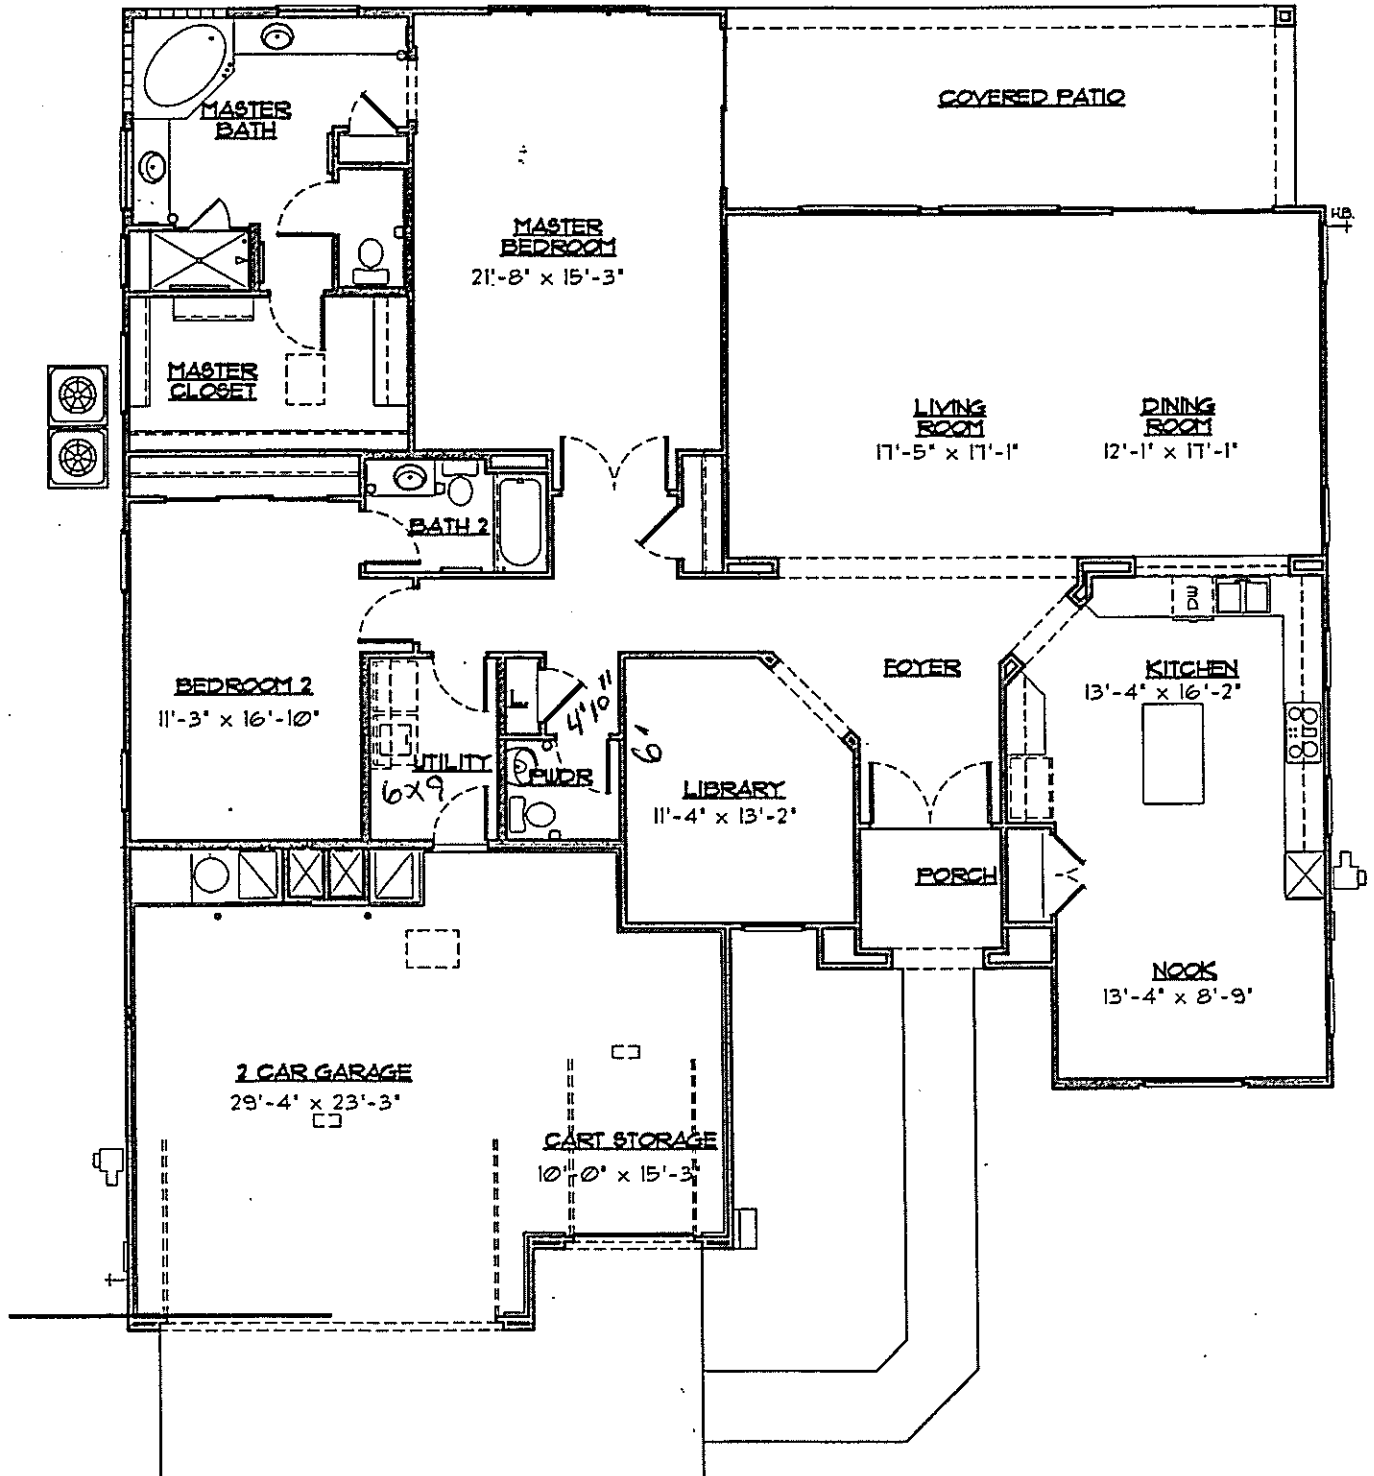 COVERED PATIO
MASTER
BATH
H.B.
MASTER
BEDROOM
21'-8" x 15'-3"
MASTER
CLOSET
LIVING
ROOM
17'-5" x 17'-1"
DINING
ROOM
12'-1" x 17'-1"
BATH 2
DW
FOYER
KITCHEN
13'-4" x 16'-2"
BEDROOM 2
11'-3" x 16'-10"
L.
4'10"
6'
UTILITY
6x9
PWDR
LIBRARY
11'-4" x 13'-2"
PORCH
NOOK
13'-4" x 8'-9"
2 CAR GARAGE
29'-4" x 23'-3"
CART STORAGE
10'-0" x 15'-3"